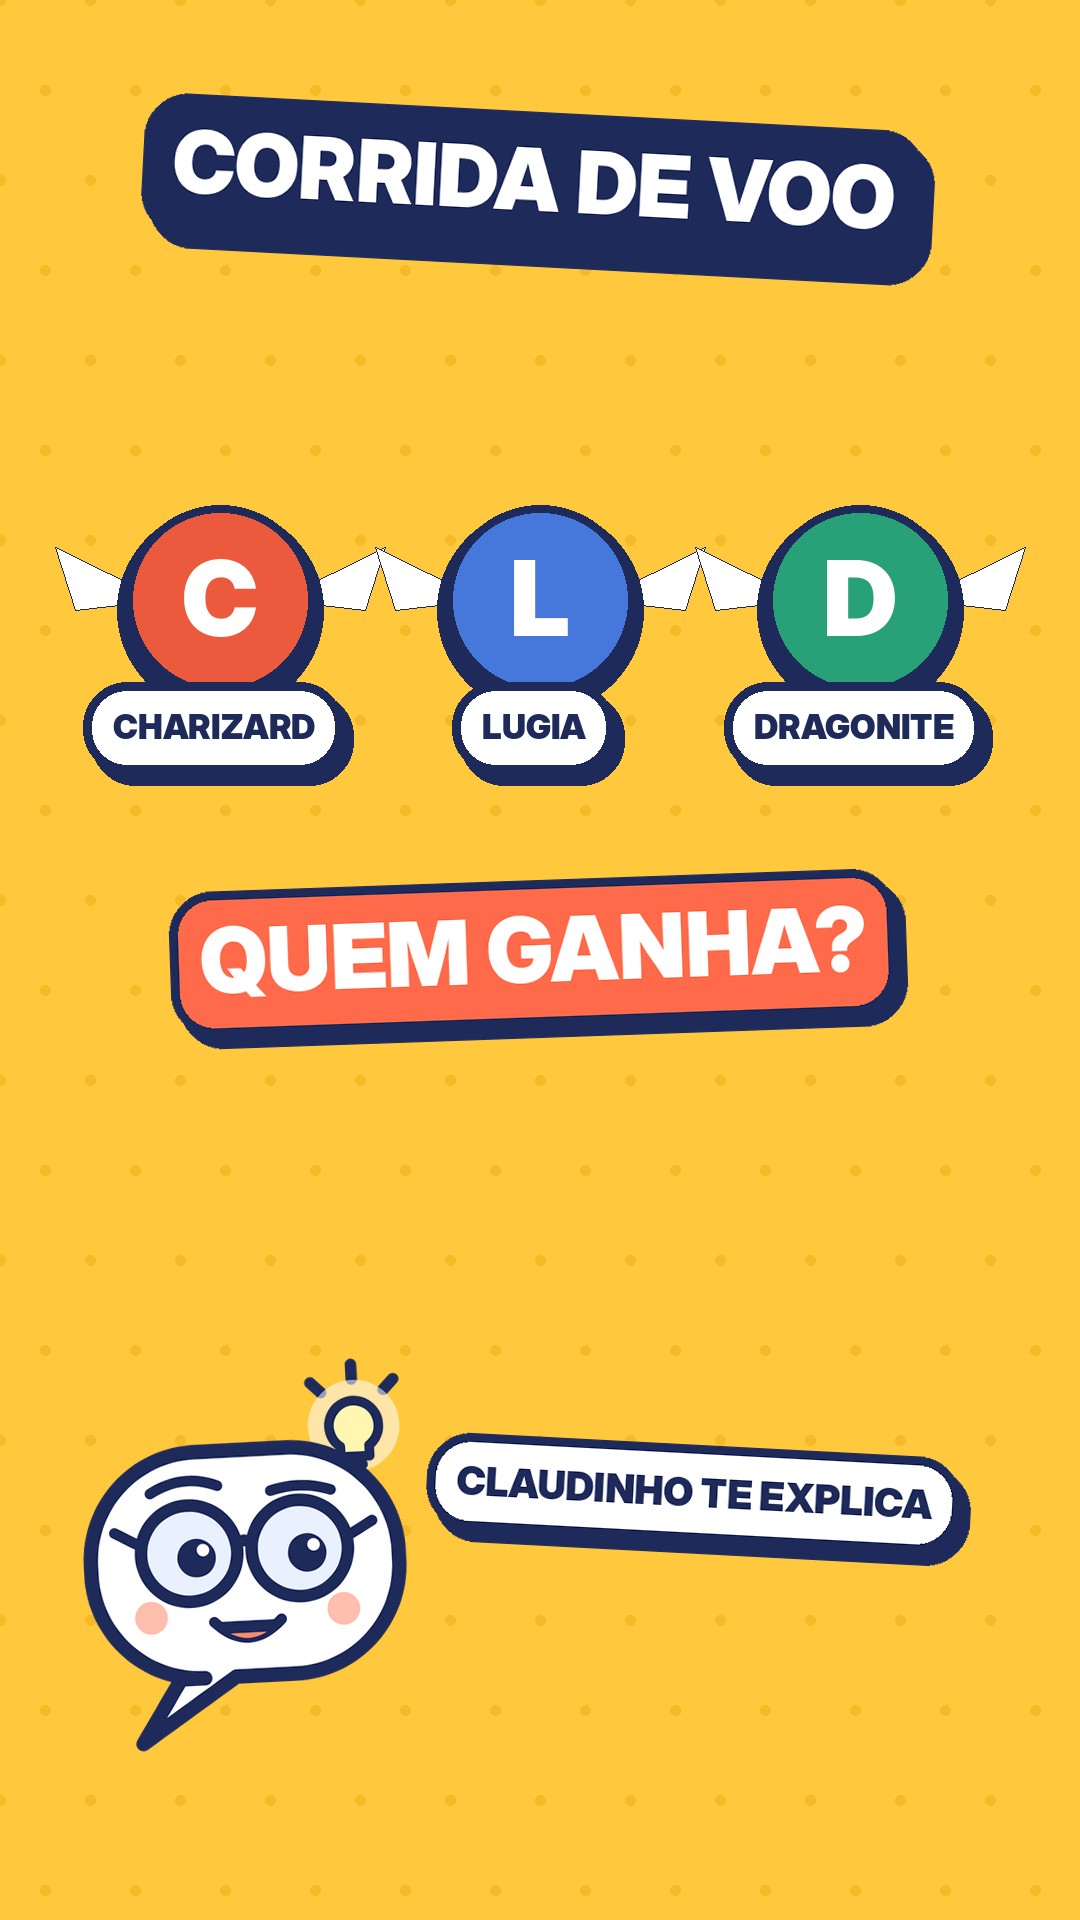 CORRIDA DE VOO
C
L
D
CHARIZARD
LUGIA
DRAGONITE
QUEM GANHA?
CLAUDINHO TE EXPLICA